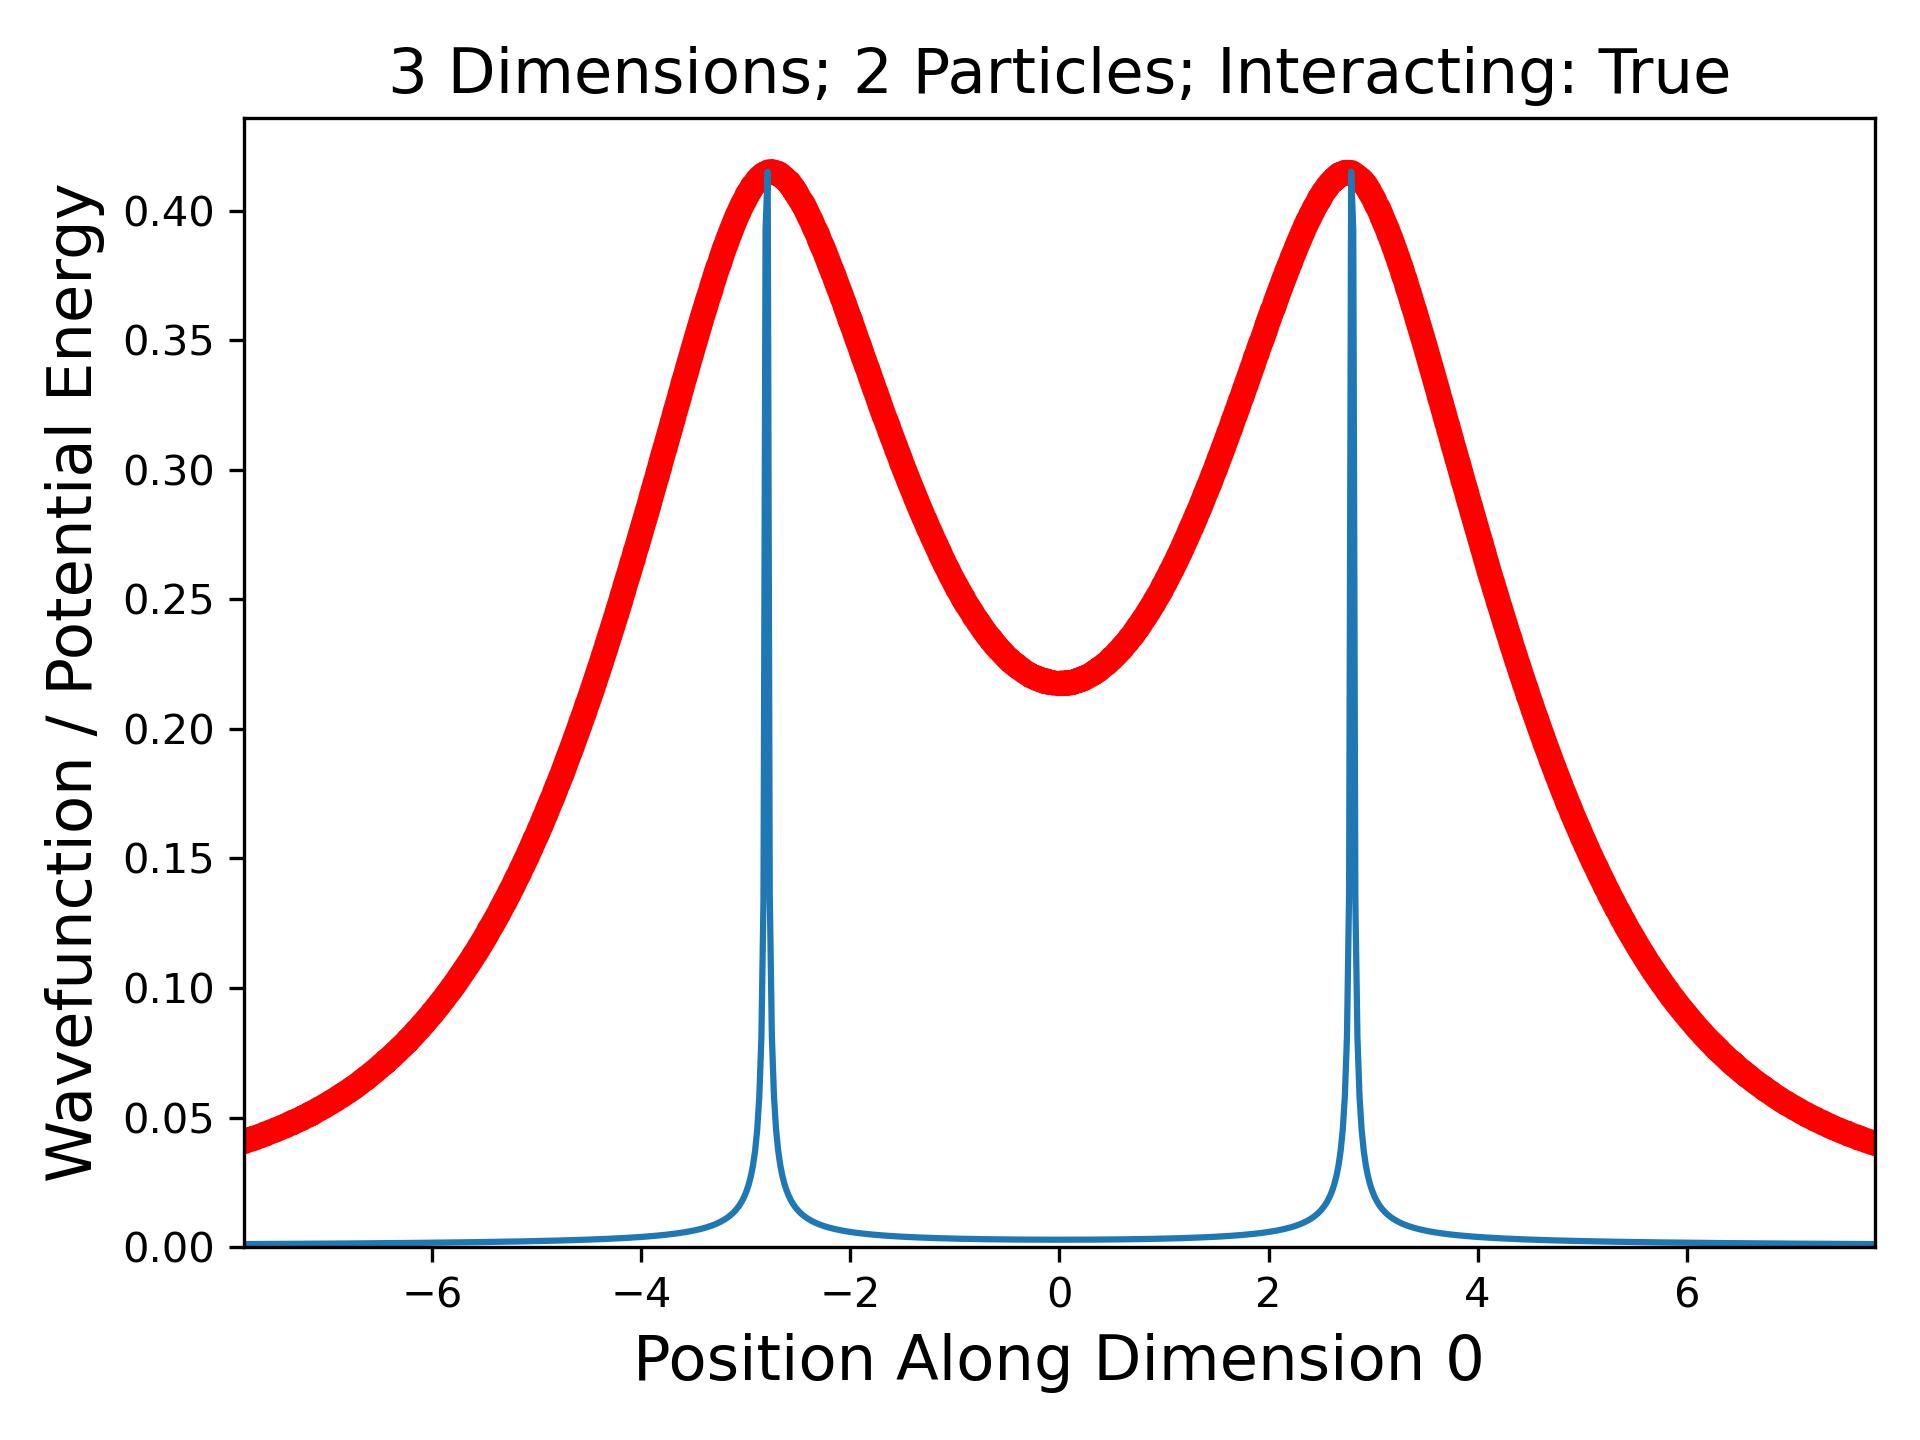 3 Dimensions; 2 Particles; Interacting: True
Wavefunction / Potential Energy
0.40
0.35
0.30
0.25
0.20
0.15
0.10
0.05
0.00
−6 −4 −2 0 2 4 6
Position Along Dimension 0